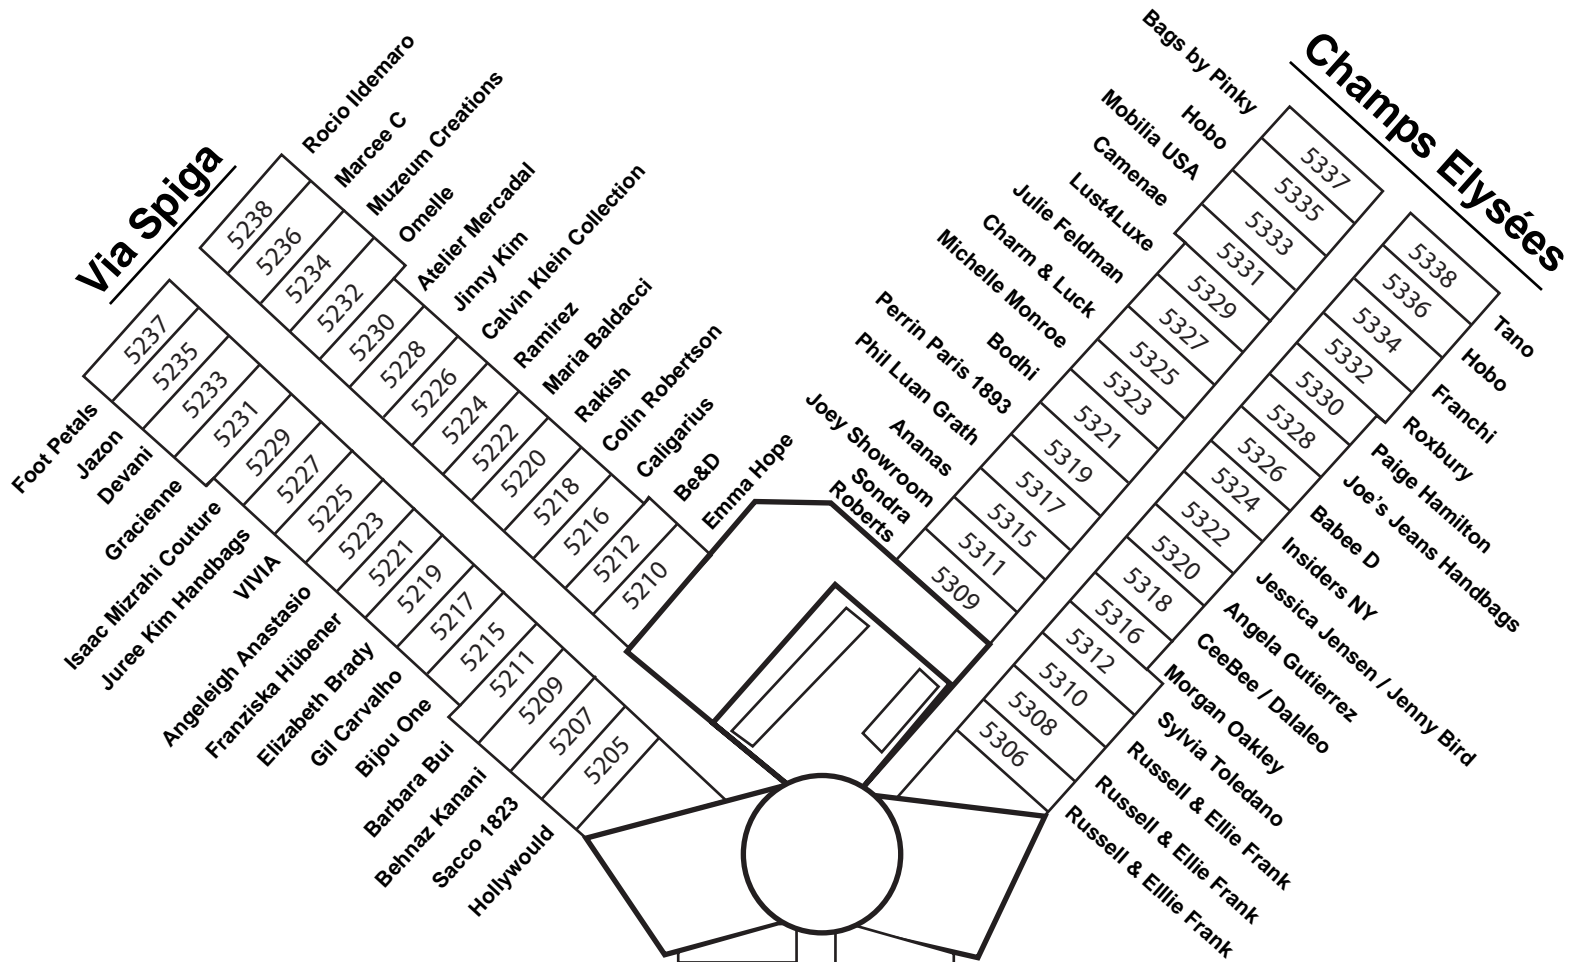 Via Spiga
Rocio Ildemaro
Marcee C
Muzeum Creations
Omelle
Atelier Mercadal
Jinny Kim
Calvin Klein Collection
Ramirez
Maria Baldacci
Rakish
Colin Robertson
Caligarius
Be&D
Emma Hope
5238
5236
5234
5232
5230
5228
5226
5224
5222
5220
5218
5216
5212
5210
5237
5235
5233
5231
5229
5227
5225
5223
5221
5219
5217
5215
5211
5209
5207
5205
Foot Petals
Jazon
Devani
Gracienne
Isaac Mizrahi Couture
Juree Kim Handbags
VIVIA
Angeleigh Anastasio
Franziska Hübener
Elizabeth Brady
Gil Carvalho
Bijou One
Barbara Bui
Behnaz Kanani
Sacco 1823
Hollywould
Champs Elysées
Bags by Pinky
Hobo
Mobilia USA
Camenae
Lust4Luxe
Julie Feldman
Charm & Luck
Michelle Monroe
Bodhi
Perrin Paris 1893
Phil Luan Grath
Ananas
Joey Showroom
Sondra
Roberts
5337
5335
5333
5331
5329
5327
5325
5323
5321
5319
5317
5315
5311
5309
5338
5336
5334
5332
5330
5328
5326
5324
5322
5320
5318
5316
5312
5310
5308
5306
Tano
Hobo
Franchi
Roxbury
Paige Hamilton
Joe's Jeans Handbags
Babee D
Insiders NY
Jessica Jensen / Jenny Bird
Angela Gutierrez
CeeBee / Dalaleo
Morgan Oakley
Sylvia Toledano
Russell & Ellie Frank
Russell & Ellie Frank
Russell & Elllie Frank